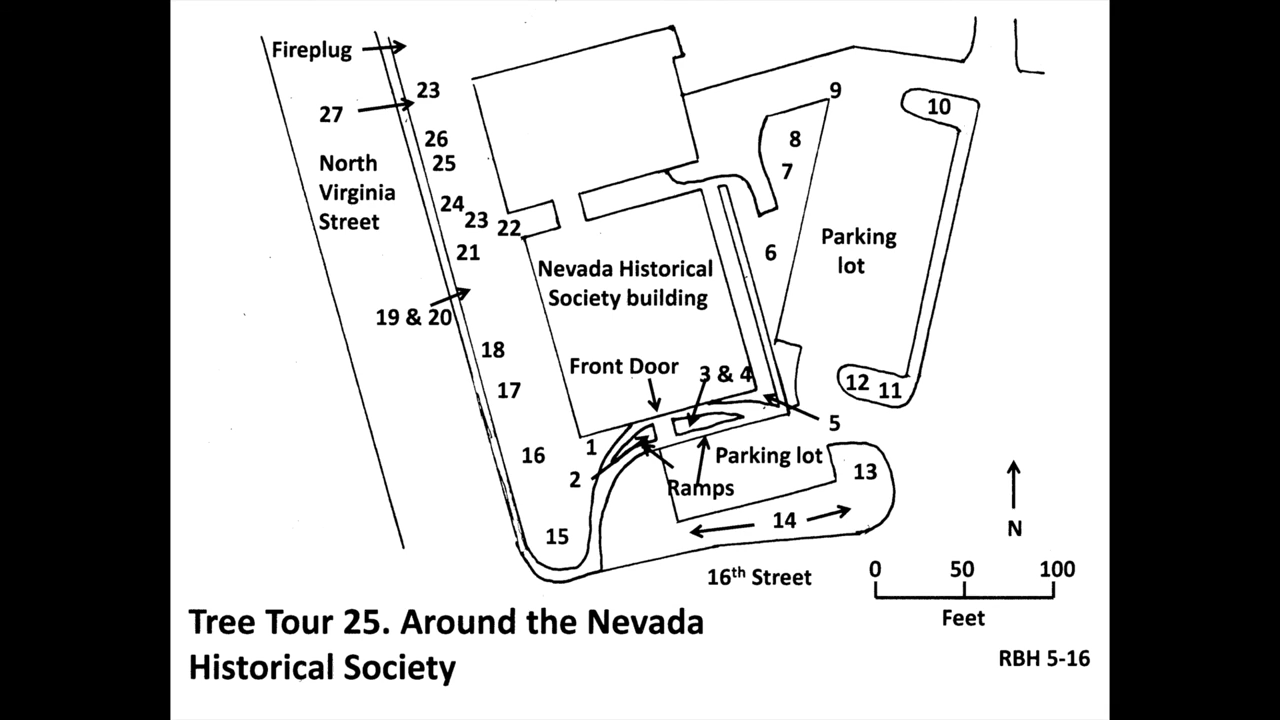 Fireplug
23
27
9
10
26
8
North
Virginia
Street
25
7
24
23
22
21
6
Parking
lot
Nevada Historical
Society building
19 & 20
18
17
Front Door
3 & 4
12
11
5
1
16
2
Parking lot
Ramps
13
14
15
16th Street
N
0 50 100
Feet
Tree Tour 25. Around the Nevada
Historical Society
RBH 5-16